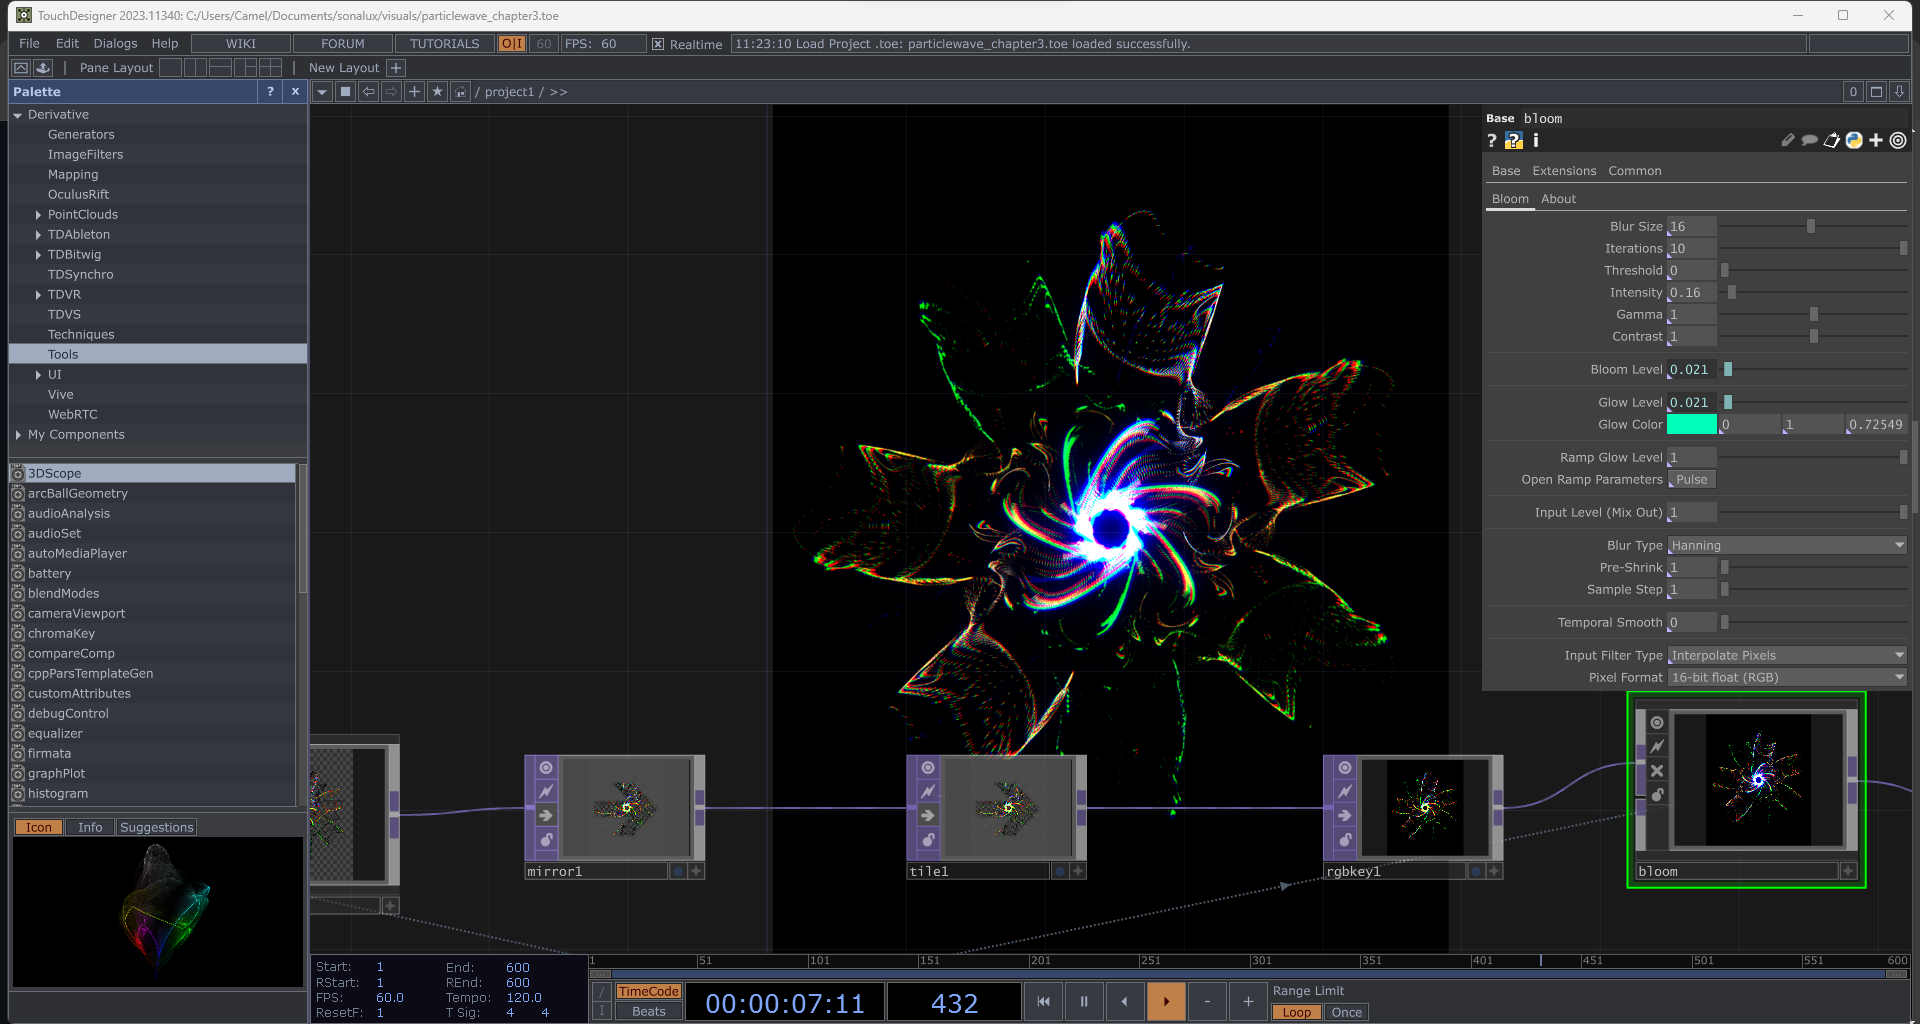 TouchDesigner 2023.11340: C:/Users/Camel/Documents/sonalux/visuals/particlewave_chapter3.toe
File Edit Dialogs Help WIKI FORUM TUTORIALS O|I 60 FPS: 60 Realtime 11:23:10 Load Project .toe: particlewave_chapter3.toe loaded successfully.
Pane Layout New Layout +
Palette ? x
/ project1 / >> 0
Derivative
Generators
ImageFilters
Mapping
OculusRift
PointClouds
TDAbleton
TDBitwig
TDSynchro
TDVR
TDVS
Techniques
Tools
UI
Vive
WebRTC
My Components
3DScope
arcBallGeometry
audioAnalysis
audioSet
autoMediaPlayer
battery
blendModes
cameraViewport
chromaKey
compareComp
cppParsTemplateGen
customAttributes
debugControl
equalizer
firmata
graphPlot
histogram
Icon Info Suggestions
Base bloom
? ? i
Base Extensions Common
Bloom About
Blur Size 16
Iterations 10
Threshold 0
Intensity 0.16
Gamma 1
Contrast 1
Bloom Level 0.021
Glow Level 0.021
Glow Color 0 1 0.72549
Ramp Glow Level 1
Open Ramp Parameters Pulse
Input Level (Mix Out) 1
Blur Type Hanning
Pre-Shrink 1
Sample Step 1
Temporal Smooth 0
Input Filter Type Interpolate Pixels
Pixel Format 16-bit float (RGB)
mirror1
tile1
rgbkey1
bloom
Start: 1 End: 600
RStart: 1 REnd: 600
FPS: 60.0 Tempo: 120.0
ResetF: 1 T Sig: 4 4
1 51 101 151 201 251 301 351 401 451 501 551 600
TimeCode
Beats
00:00:07:11
432
- +
Range Limit
Loop Once